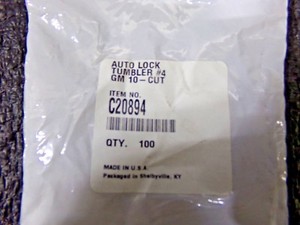 AUTO LOCK
TUMBLER #4
GM 10-CUT
ITEM NO.
C20894
QTY. 100
MADE IN U.S.A.
Packaged in Shelbyville, KY